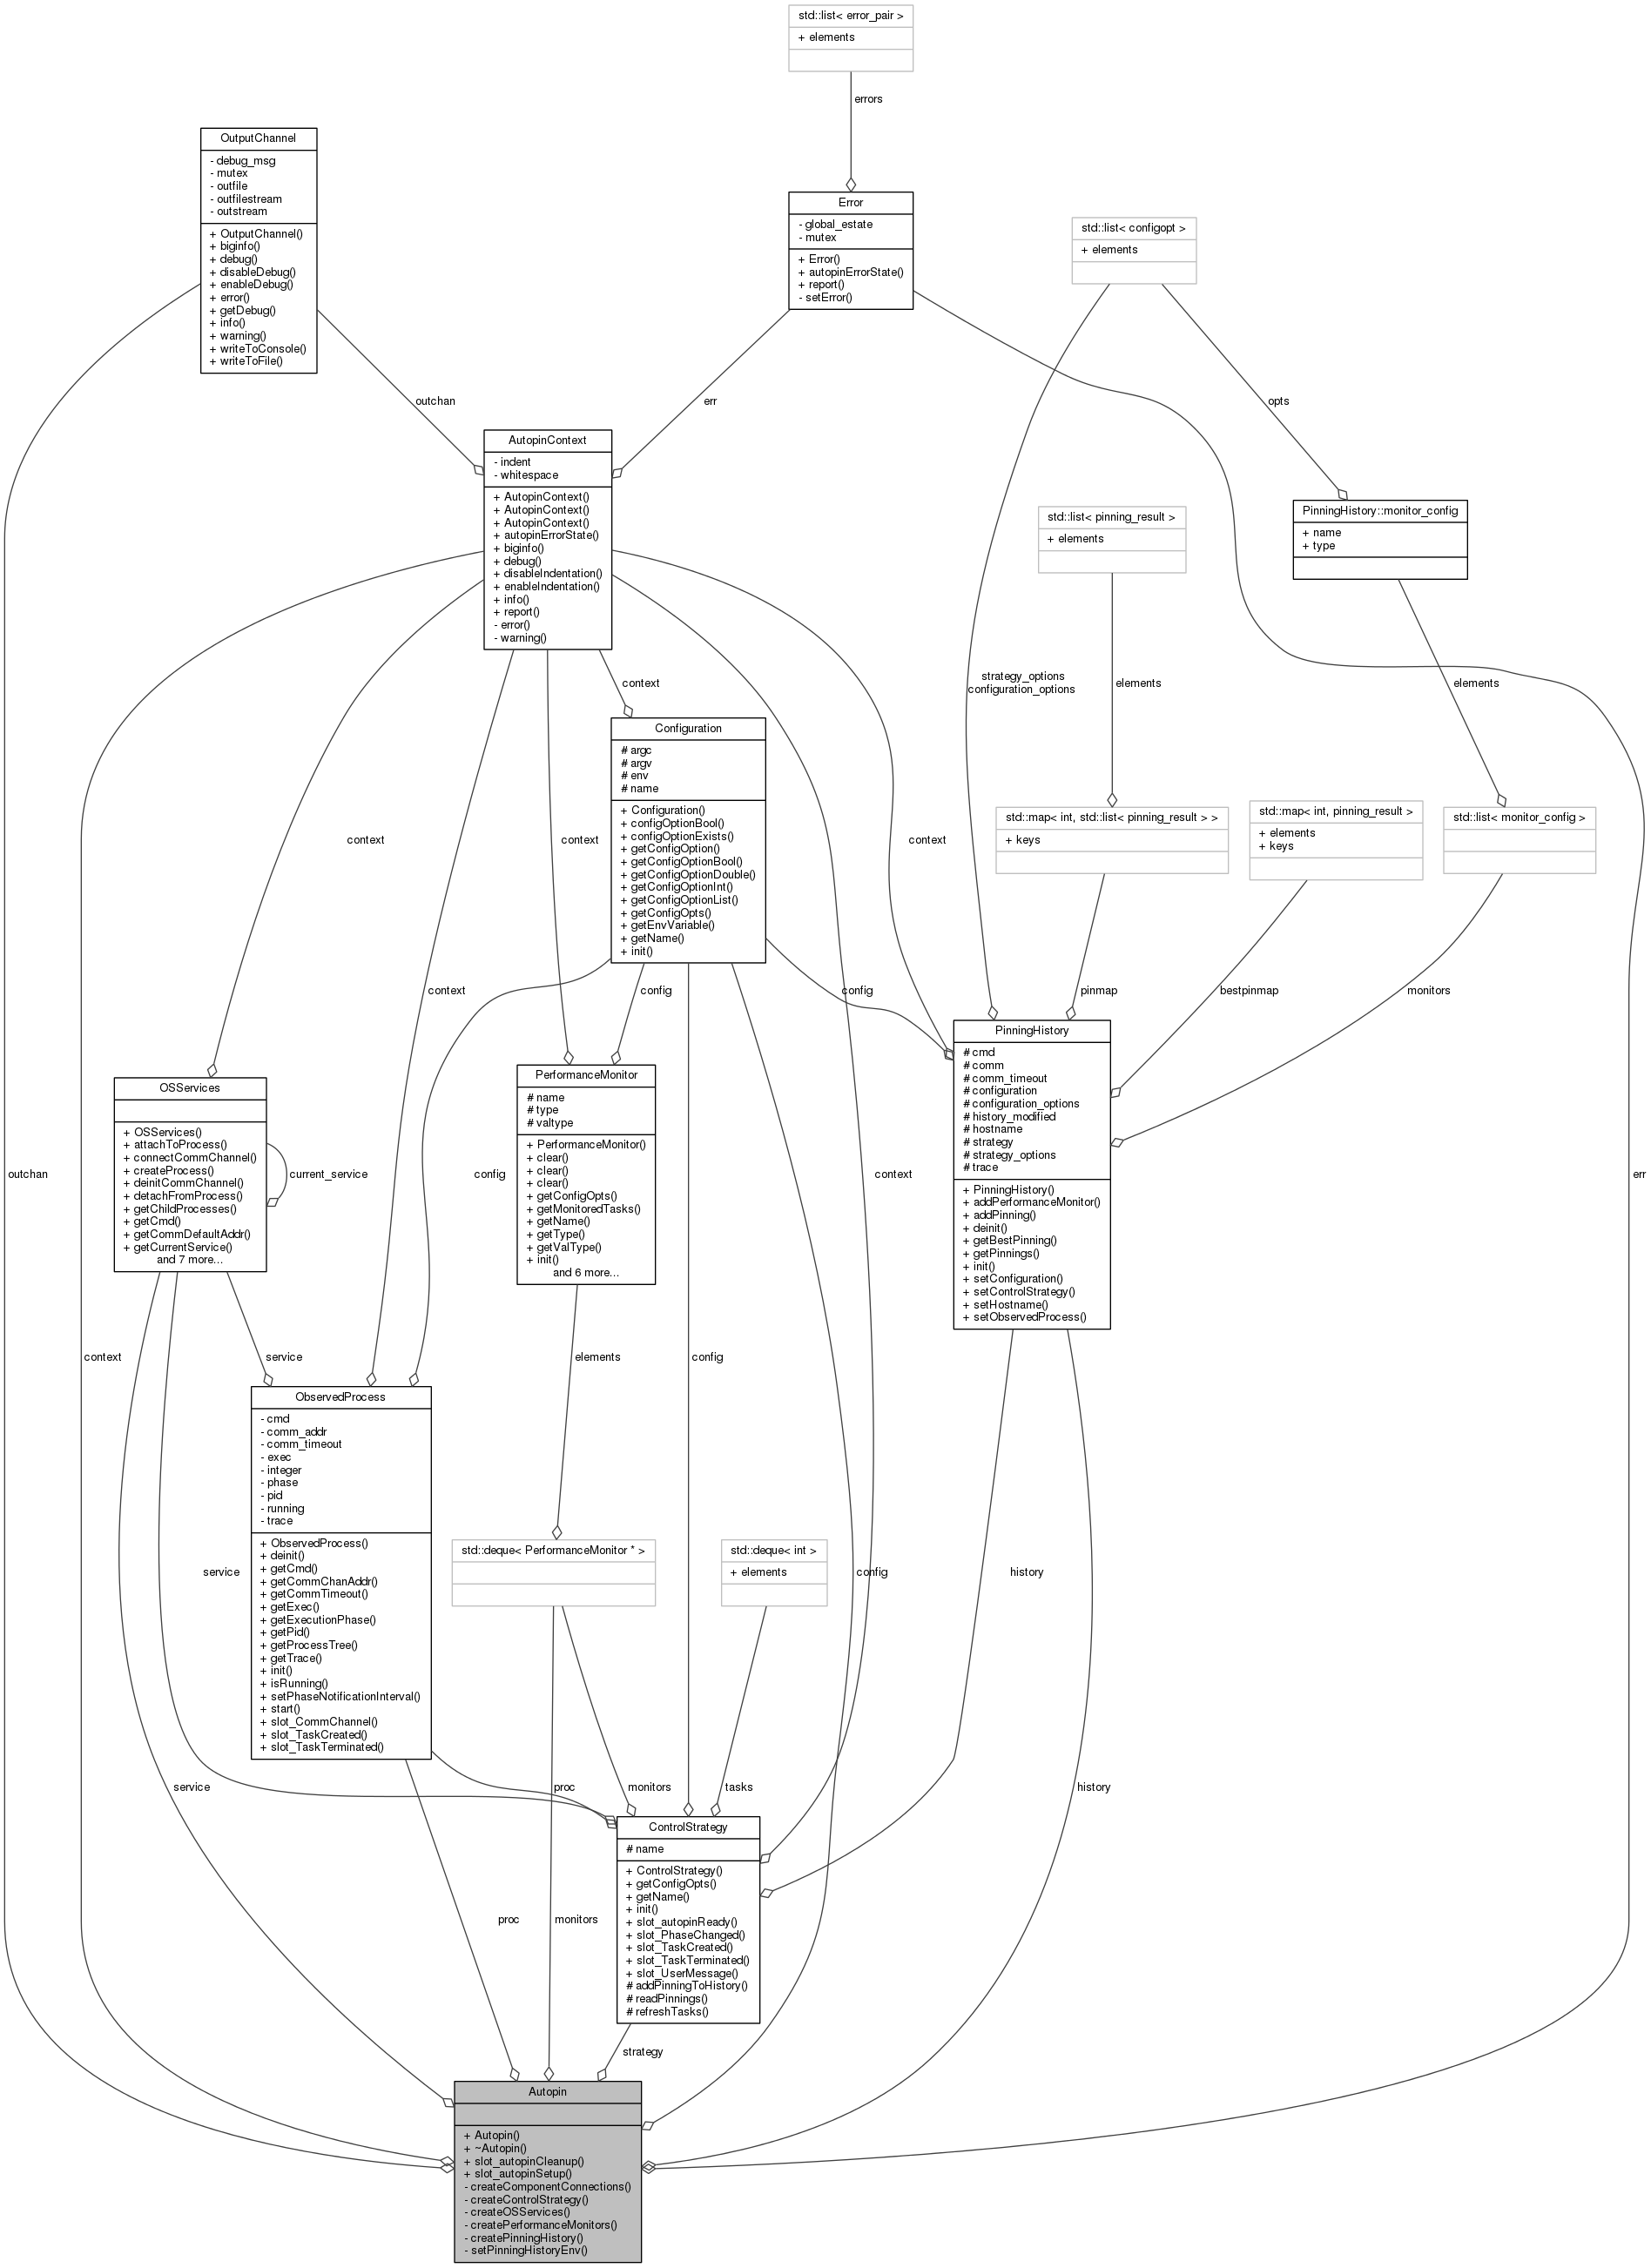 std::list< error_pair >
+ elements
errors
OutputChannel
- debug_msg
- mutex
- outfile
- outfilestream
- outstream
+ OutputChannel()
+ biginfo()
+ debug()
+ disableDebug()
+ enableDebug()
+ error()
+ getDebug()
+ info()
+ warning()
+ writeToConsole()
+ writeToFile()
Error
- global_estate
- mutex
+ Error()
+ autopinErrorState()
+ report()
- setError()
std::list< configopt >
+ elements
outchan
err
opts
AutopinContext
- indent
- whitespace
+ AutopinContext()
+ AutopinContext()
+ AutopinContext()
+ autopinErrorState()
+ biginfo()
+ debug()
+ disableIndentation()
+ enableIndentation()
+ info()
+ report()
- error()
- warning()
std::list< pinning_result >
+ elements
PinningHistory::monitor_config
+ name
+ type
context
strategy_options
configuration_options
elements
elements
Configuration
# argc
# argv
# env
# name
+ Configuration()
+ configOptionBool()
+ configOptionExists()
+ getConfigOption()
+ getConfigOptionBool()
+ getConfigOptionDouble()
+ getConfigOptionInt()
+ getConfigOptionList()
+ getConfigOpts()
+ getEnvVariable()
+ getName()
+ init()
std::map< int, std::list< pinning_result > >
+ keys
std::map< int, pinning_result >
+ elements
+ keys
std::list< monitor_config >
context
context
context
context
config
config
pinmap
bestpinmap
monitors
OSServices
+ OSServices()
+ attachToProcess()
+ connectCommChannel()
+ createProcess()
+ deinitCommChannel()
+ detachFromProcess()
+ getChildProcesses()
+ getCmd()
+ getCommDefaultAddr()
+ getCurrentService()
and 7 more...
current_service
PerformanceMonitor
# name
# type
# valtype
+ PerformanceMonitor()
+ clear()
+ clear()
+ clear()
+ getConfigOpts()
+ getMonitoredTasks()
+ getName()
+ getType()
+ getValType()
+ init()
and 6 more...
PinningHistory
# cmd
# comm
# comm_timeout
# configuration
# configuration_options
# history_modified
# hostname
# strategy
# strategy_options
# trace
+ PinningHistory()
+ addPerformanceMonitor()
+ addPinning()
+ deinit()
+ getBestPinning()
+ getPinnings()
+ init()
+ setConfiguration()
+ setControlStrategy()
+ setHostname()
+ setObservedProcess()
outchan
config
context
err
context
service
elements
config
ObservedProcess
- cmd
- comm_addr
- comm_timeout
- exec
- integer
- phase
- pid
- running
- trace
+ ObservedProcess()
+ deinit()
+ getCmd()
+ getCommChanAddr()
+ getCommTimeout()
+ getExec()
+ getExecutionPhase()
+ getPid()
+ getProcessTree()
+ getTrace()
+ init()
+ isRunning()
+ setPhaseNotificationInterval()
+ start()
+ slot_CommChannel()
+ slot_TaskCreated()
+ slot_TaskTerminated()
std::deque< PerformanceMonitor * >
std::deque< int >
+ elements
service
config
history
service
proc
monitors
tasks
history
ControlStrategy
# name
+ ControlStrategy()
+ getConfigOpts()
+ getName()
+ init()
+ slot_autopinReady()
+ slot_PhaseChanged()
+ slot_TaskCreated()
+ slot_TaskTerminated()
+ slot_UserMessage()
# addPinningToHistory()
# readPinnings()
# refreshTasks()
proc
monitors
strategy
Autopin
+ Autopin()
+ ~Autopin()
+ slot_autopinCleanup()
+ slot_autopinSetup()
- createComponentConnections()
- createControlStrategy()
- createOSServices()
- createPerformanceMonitors()
- createPinningHistory()
- setPinningHistoryEnv()